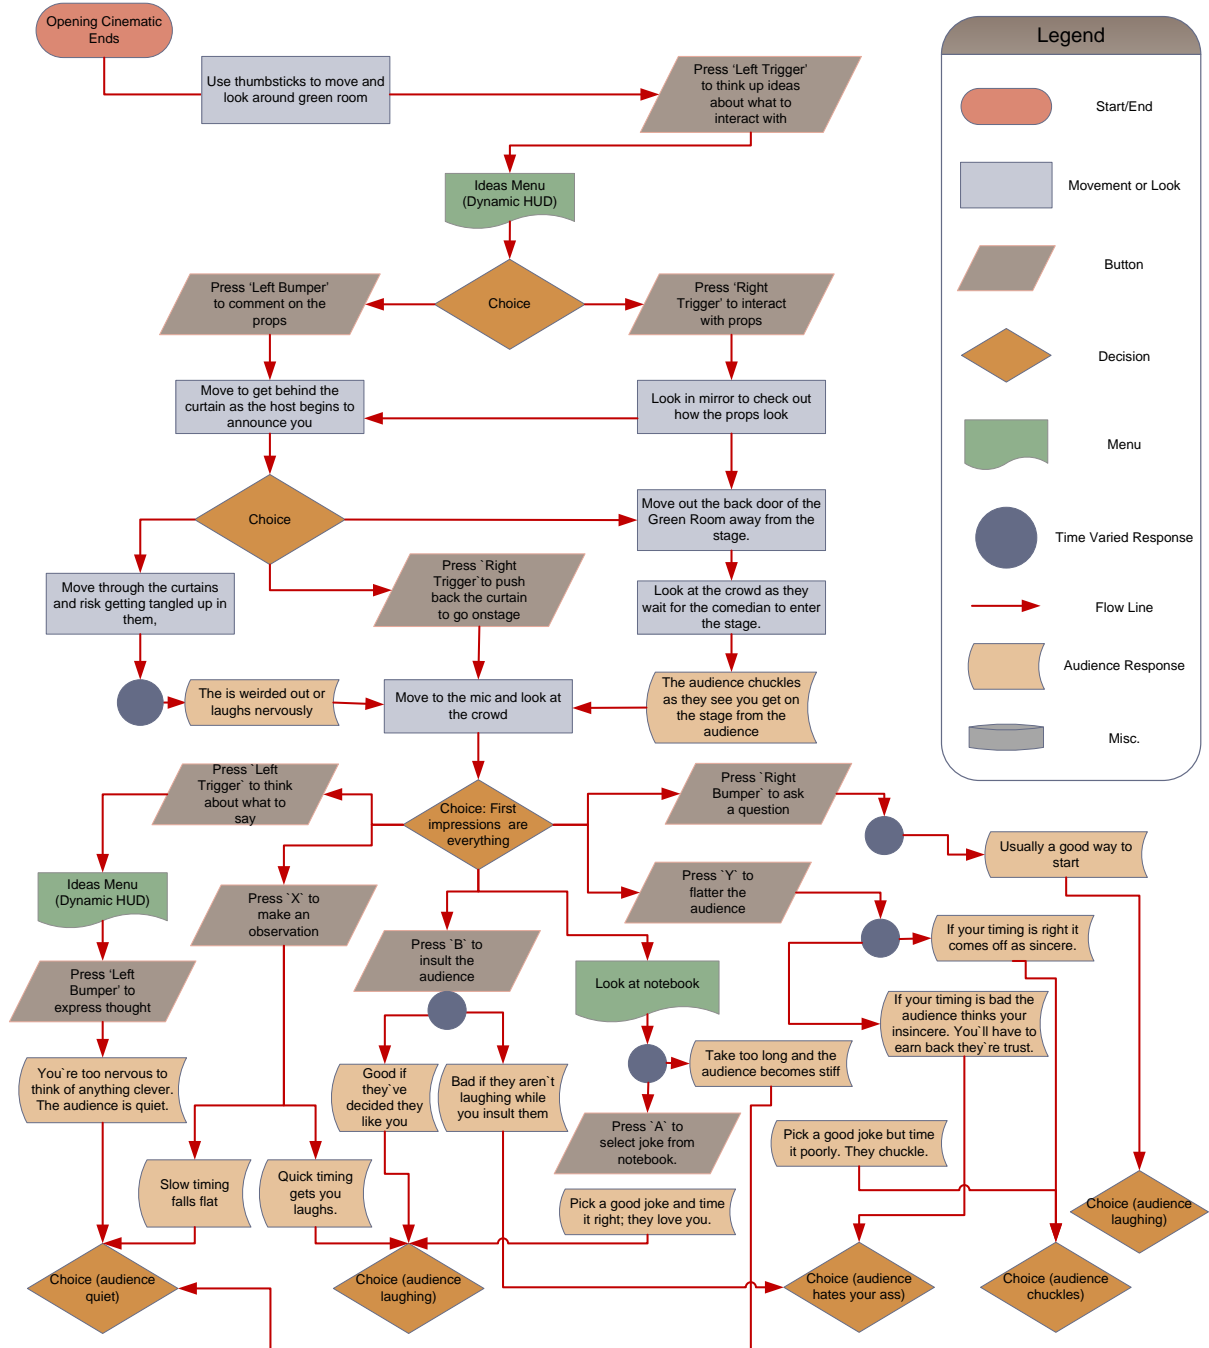 Opening Cinematic
Ends
Use thumbsticks to move and
look around green room
Press ‘Left Trigger’
to think up ideas
about what to
interact with
Ideas Menu
(Dynamic HUD)
Press ‘Left Bumper’
to comment on the
props
Choice
Press ‘Right
Trigger’ to interact
with props
Move to get behind the
curtain as the host begins to
announce you
Look in mirror to check out
how the props look
Choice
Move out the back door of the
Green Room away from the
stage.
Move through the curtains
and risk getting tangled up in
them,
Press `Right
Trigger`to push
back the curtain
to go onstage
Look at the crowd as they
wait for the comedian to enter
the stage.
The is weirded out or
laughs nervously
Move to the mic and look at
the crowd
The audience chuckles
as they see you get on
the stage from the
audience
Press `Left
Trigger` to think
about what to
say
Choice: First
impressions are
everything
Press `Right
Bumper` to ask
a question
Usually a good way to
start
Ideas Menu
(Dynamic HUD)
Press `X` to
make an
observation
Press `Y` to
flatter the
audience
Press `B` to
insult the
audience
If your timing is right it
comes off as sincere.
Press ‘Left
Bumper’ to
express thought
Look at notebook
If your timing is bad the
audience thinks your
insincere. You`ll have to
earn back they`re trust.
You`re too nervous to
think of anything clever.
The audience is quiet.
Good if
they`ve
decided they
like you
Bad if they aren`t
laughing while
you insult them
Take too long and the
audience becomes stiff
Press `A` to
select joke from
notebook.
Pick a good joke but time
it poorly. They chuckle.
Slow timing
falls flat
Quick timing
gets you
laughs.
Pick a good joke and time
it right; they love you.
Choice (audience
laughing)
Choice (audience
quiet)
Choice (audience
laughing)
Choice (audience
hates your ass)
Choice (audience
chuckles)
Legend
Start/End
Movement or Look
Button
Decision
Menu
Time Varied Response
Flow Line
Audience Response
Misc.